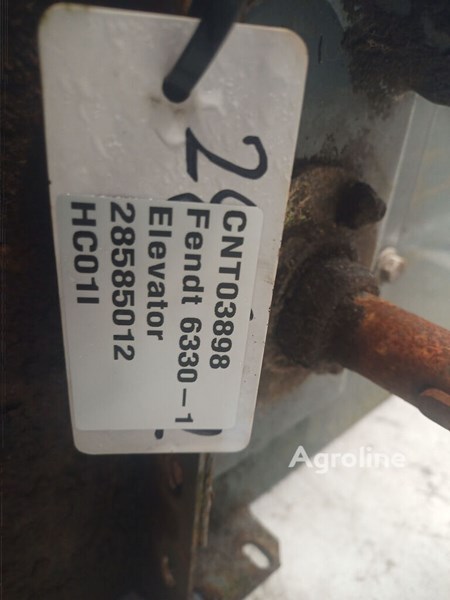 CNT03898
Fendt 6330-1
Elevator
28585012
HC01I
Agroline